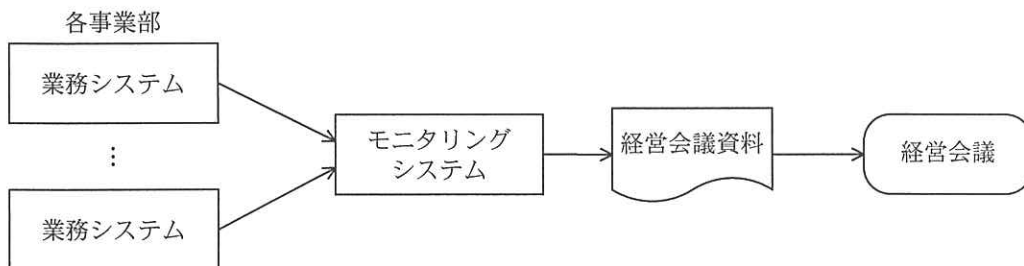 各事業部
業務システム
⋮
業務システム
モニタリング
システム
経営会議資料
経営会議